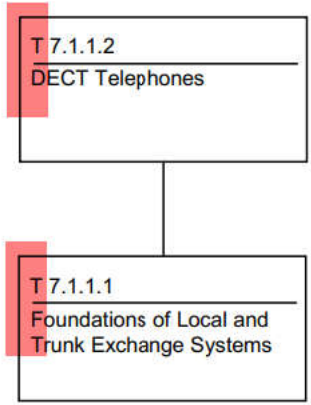 T 7.1.1.2
DECT Telephones
T 7.1.1.1
Foundations of Local and
Trunk Exchange Systems